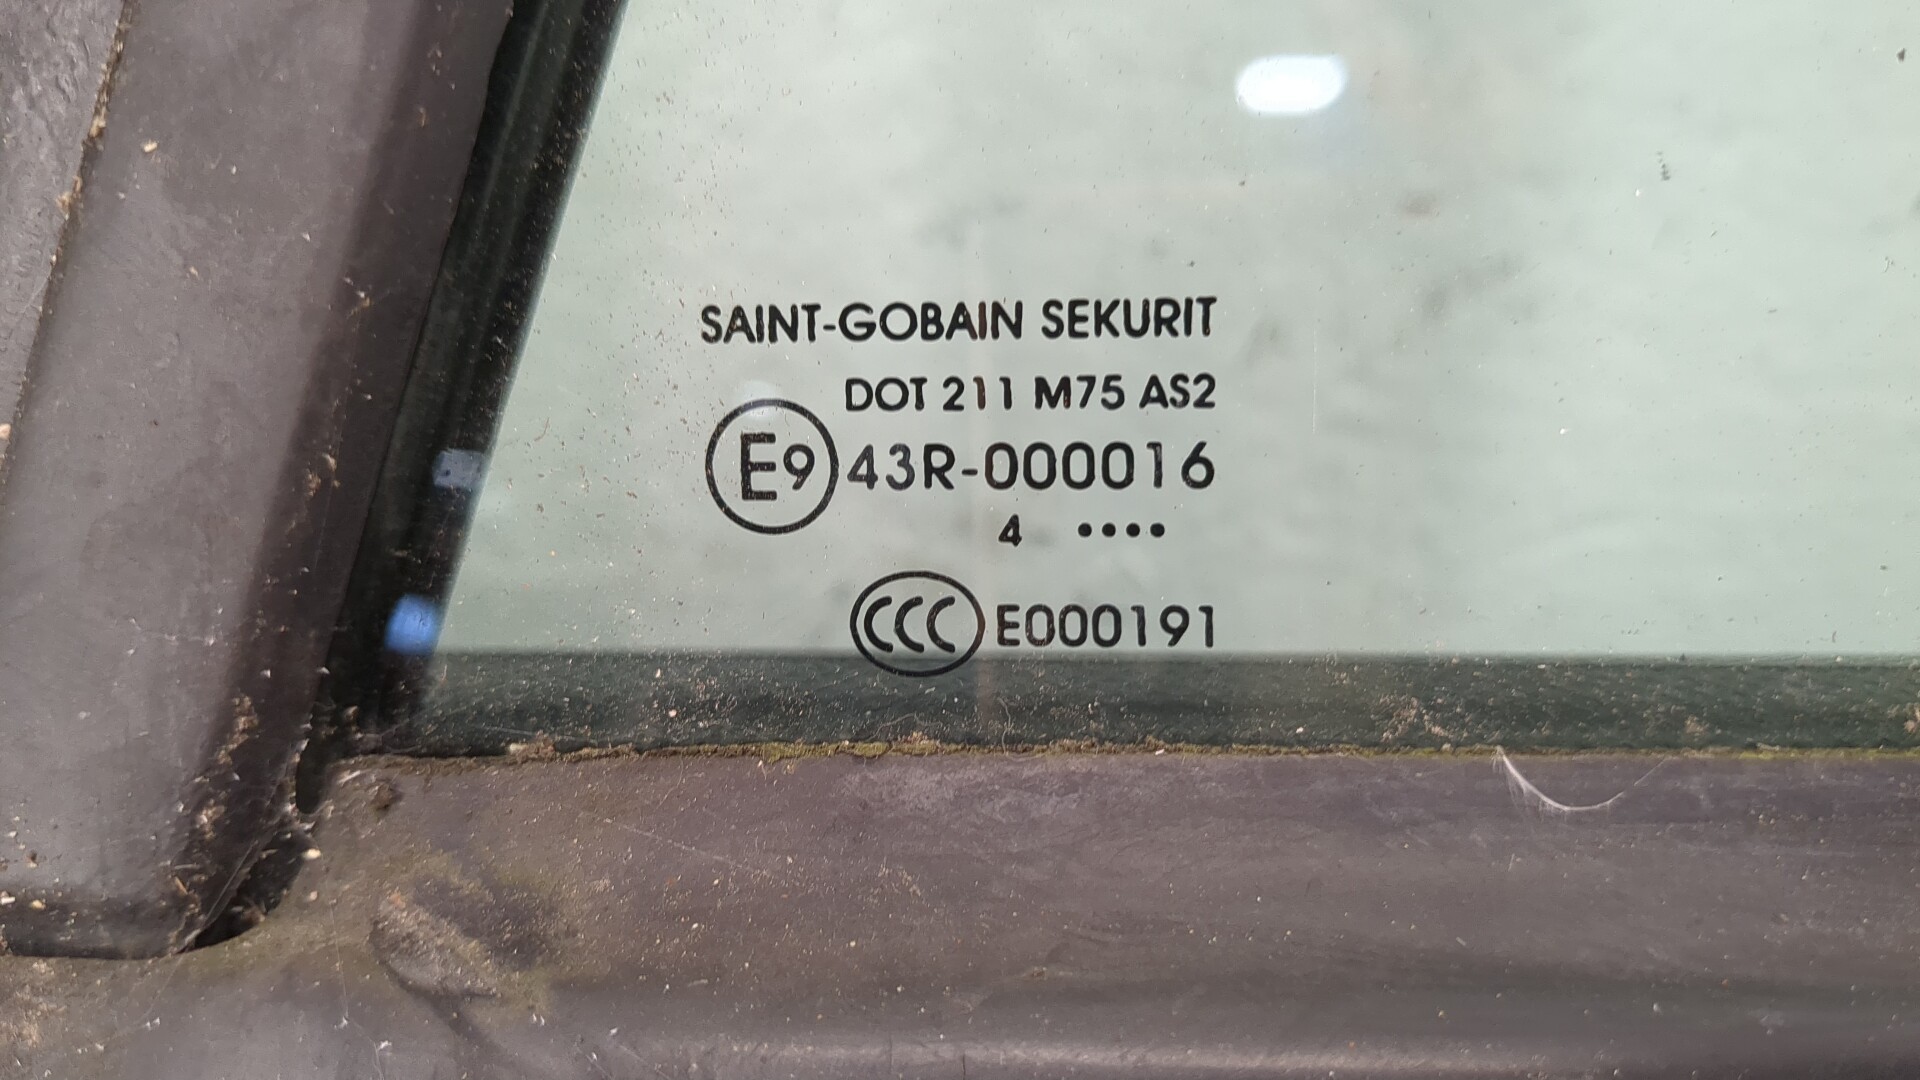 SAINT-GOBAIN SEKURIT
DOT 211 M75 AS2
E9 43R-000016
4 ••••
CCC E000191